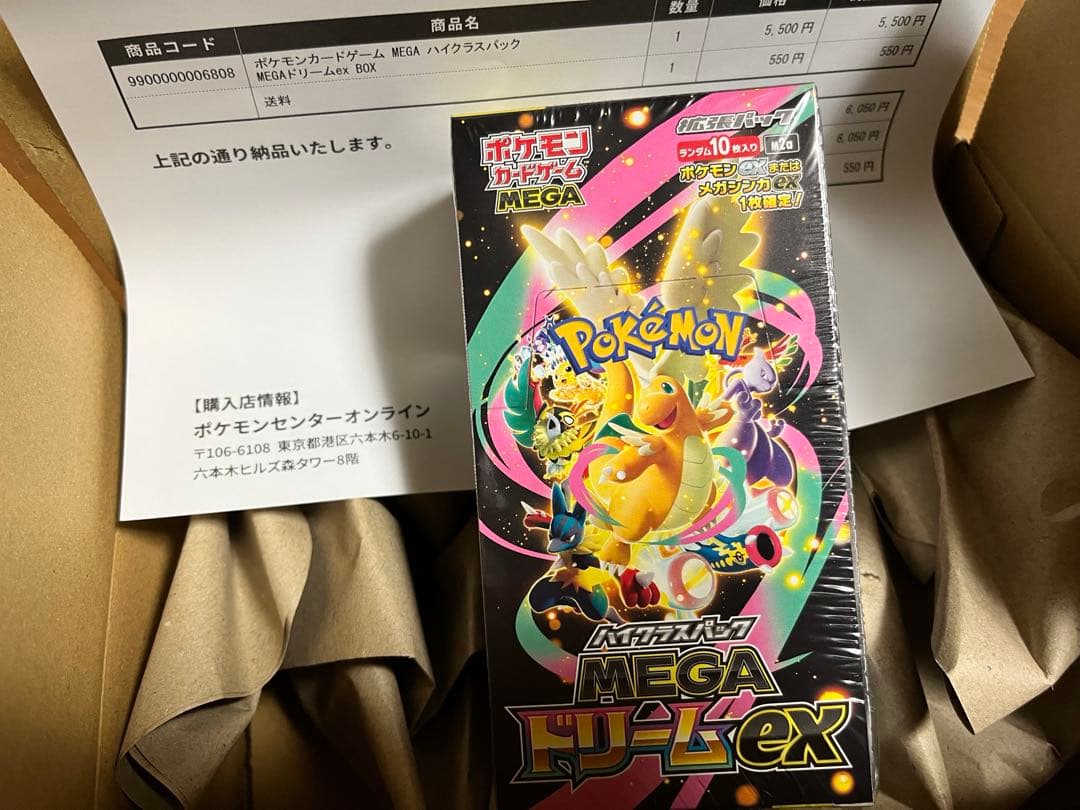 商品コード
商品名
数量
価格
9900000006808
ポケモンカードゲーム MEGA ハイクラスパック
MEGAドリームex BOX
1
5,500円
5,500円
送料
1
550円
550円
6,050円
6,050円
550円
上記の通り納品いたします。
【購入店情報】
ポケモンセンターオンライン
〒106-6108 東京都港区六本木6-10-1
六本木ヒルズ森タワー8階
ポケモン
カードゲーム
MEGA
拡張パック
ランダム10枚入り
M2a
ポケモンexまたは
メガシンカex
1枚確定!
POKéMON
ハイクラスパック
MEGA
ドリームex